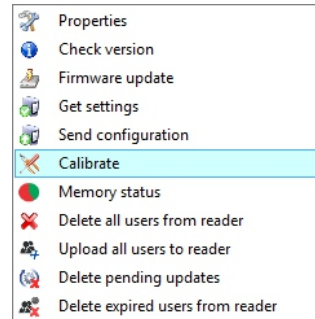 Properties
Check version
Firmware update
Get settings
Send configuration
Calibrate
Memory status
Delete all users from reader
Upload all users to reader
Delete pending updates
Delete expired users from reader